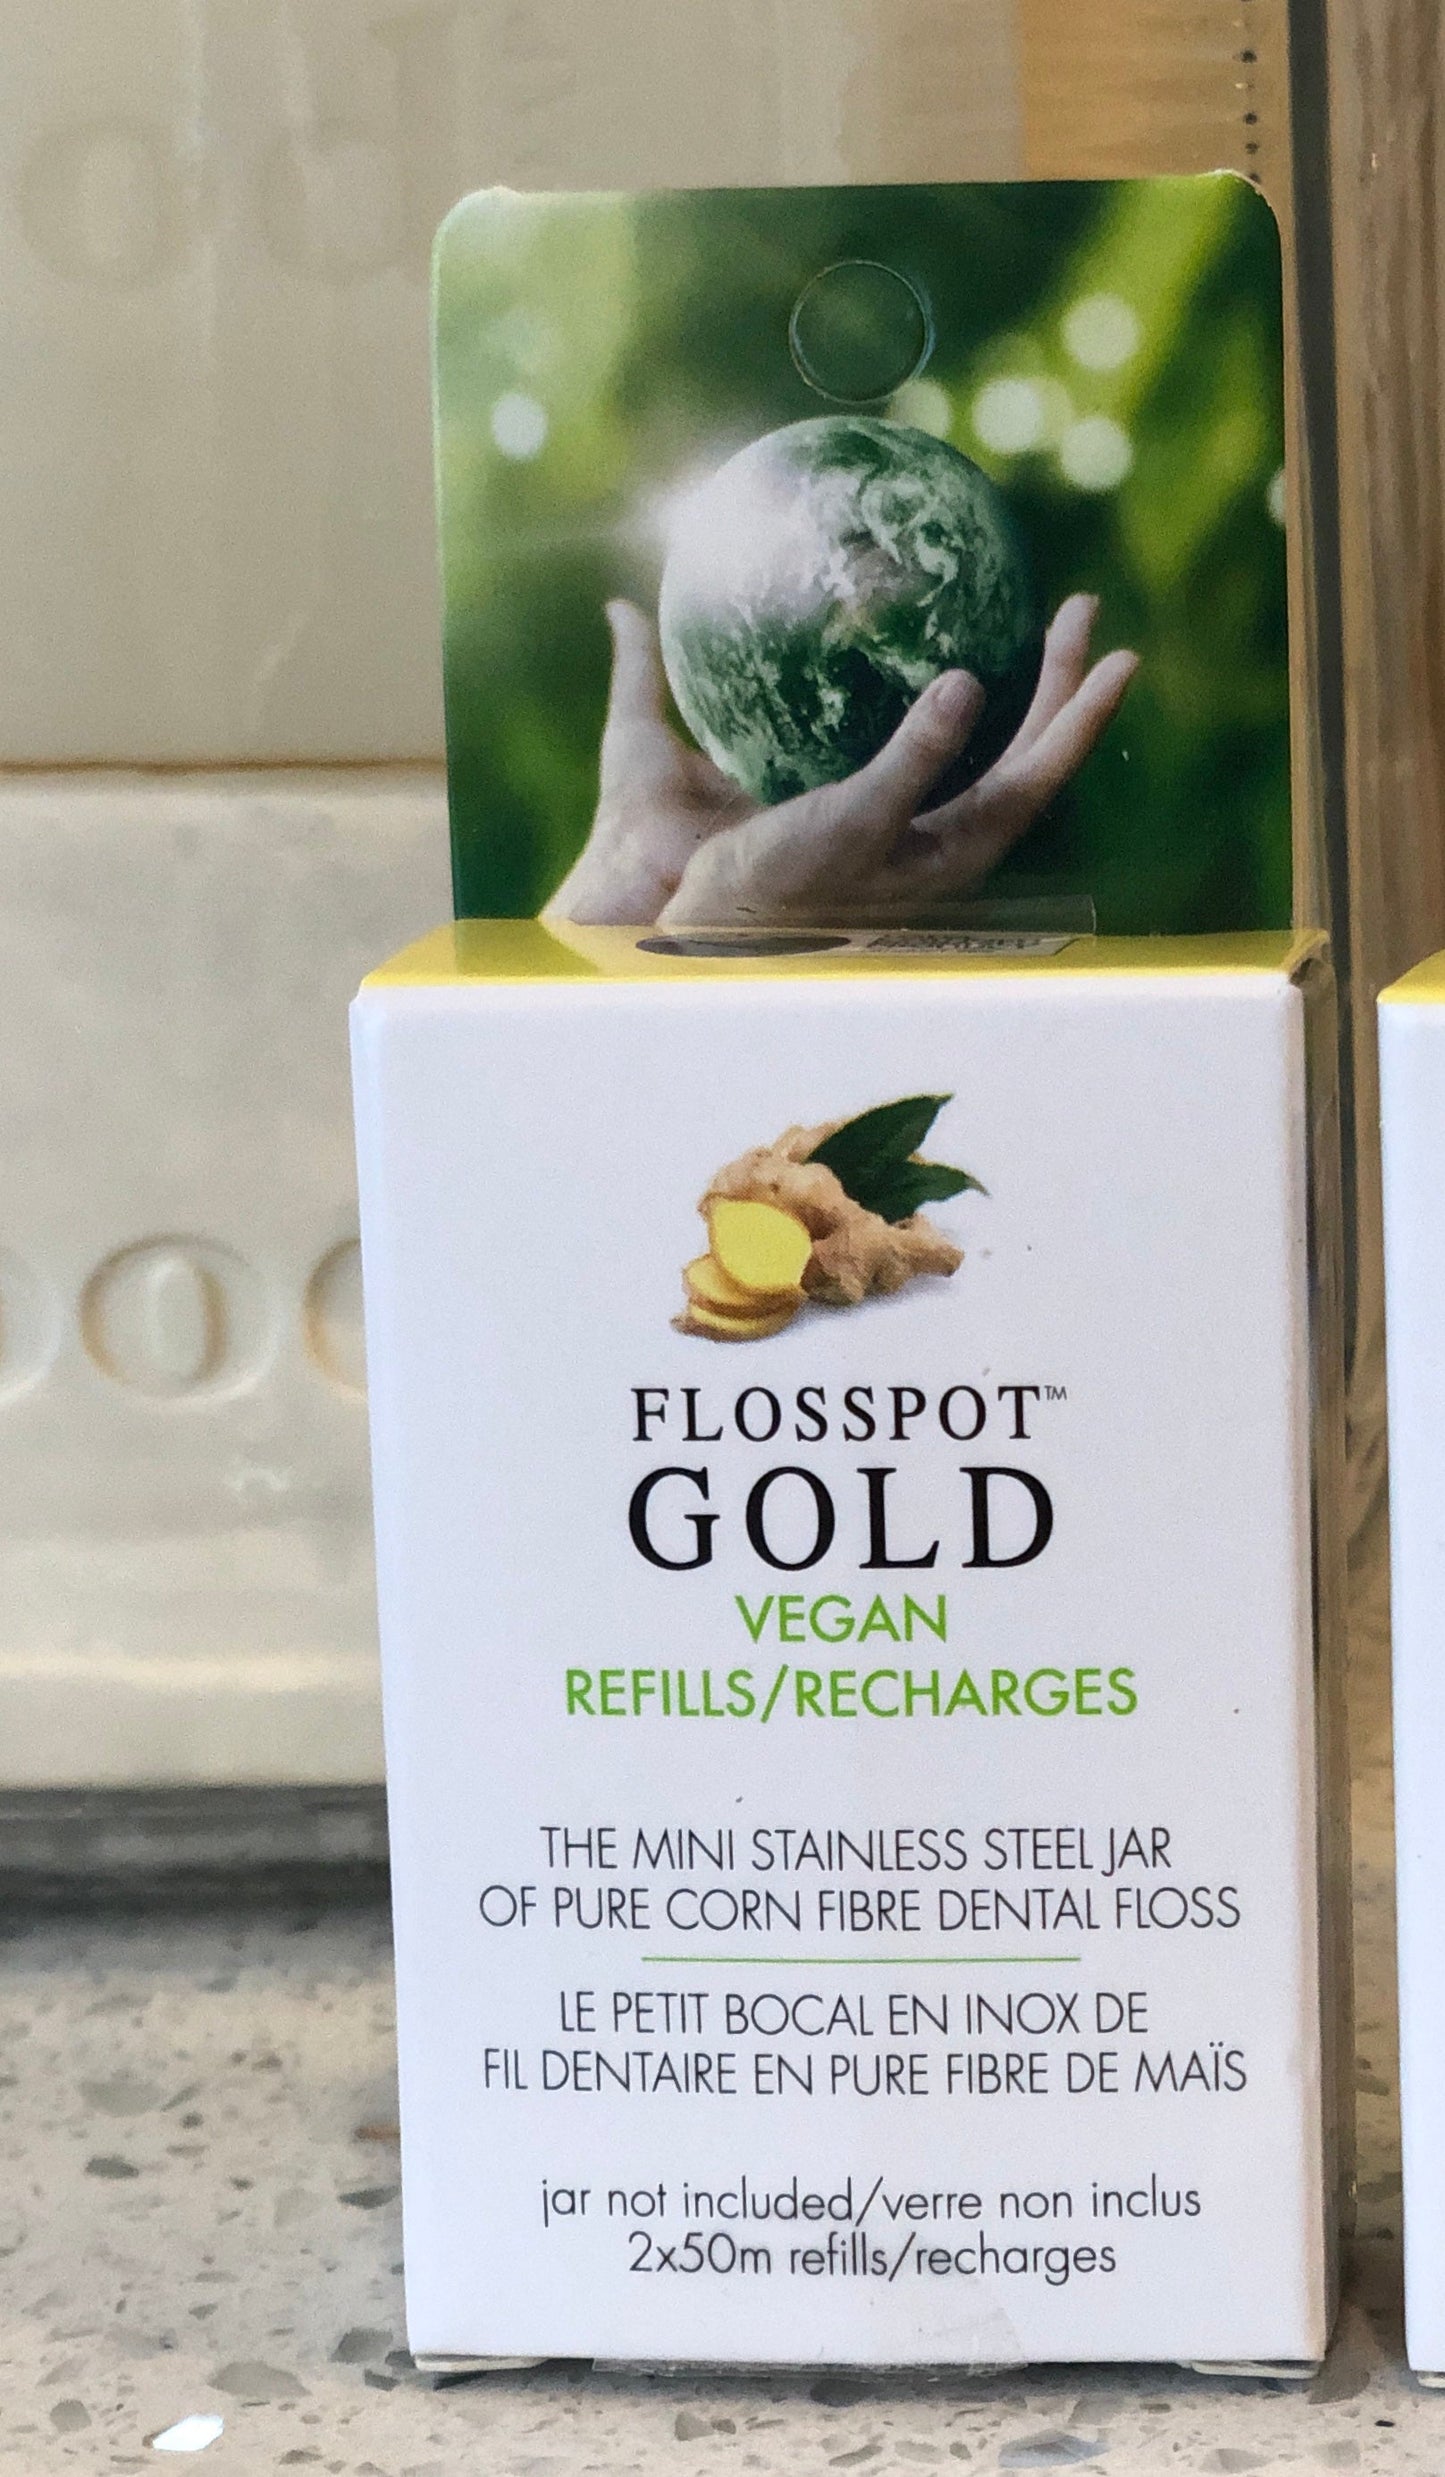 FLOSSPOT™
GOLD
VEGAN
REFILLS/RECHARGES
THE MINI STAINLESS STEEL JAR
OF PURE CORN FIBRE DENTAL FLOSS
LE PETIT BOCAL EN INOX DE
FIL DENTAIRE EN PURE FIBRE DE MAÏS
jar not included/verre non inclus
2x50m refills/recharges